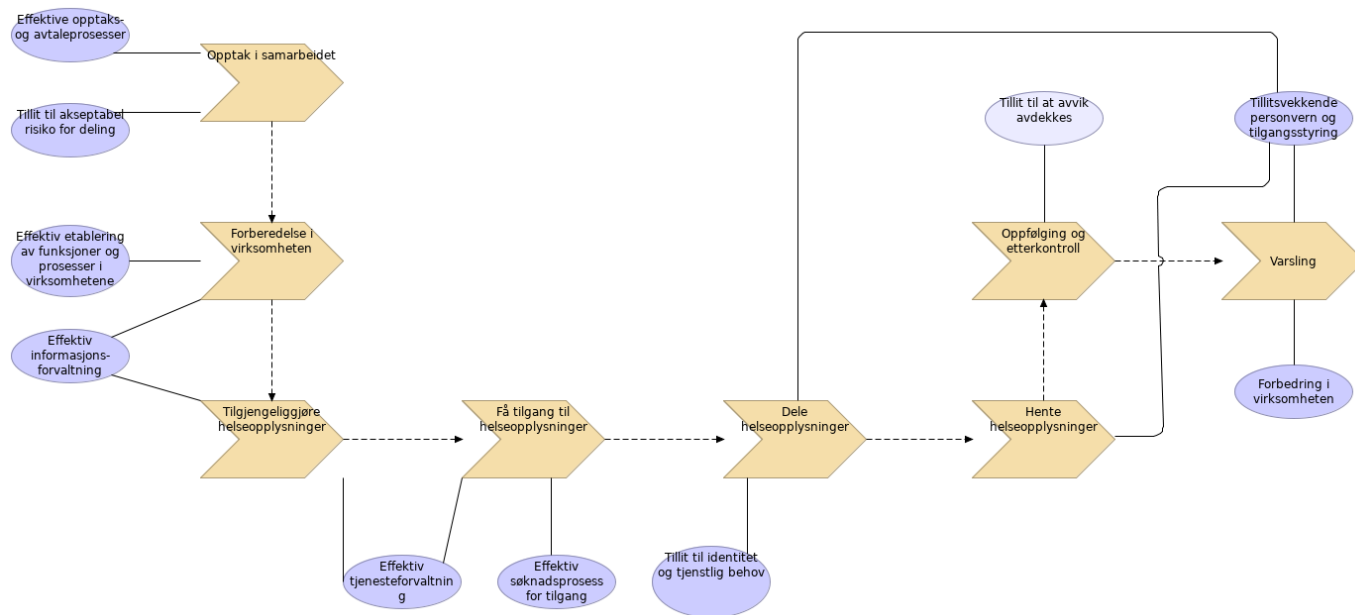 Effektive opptaks-
og avtaleprosesser
Opptak i samarbeidet
Tillit til akseptabel
risiko for deling
Tillit til at avvik
avdekkes
Tillitsvekkende
personvern og
tilgangsstyring
Effektiv etablering
av funksjoner og
prosesser i
virksomhetene
Forberedelse i
virksomheten
Oppfølging og
etterkontroll
Varsling
Effektiv
informasjons-
forvaltning
Forbedring i
virksomheten
Tilgjengeliggjøre
helseopplysninger
Få tilgang til
helseopplysninger
Dele
helseopplysninger
Hente
helseopplysninger
Effektiv
tjenesteforvaltnin
g
Effektiv
søknadsprosess
for tilgang
Tillit til identitet
og tjenstlig behov